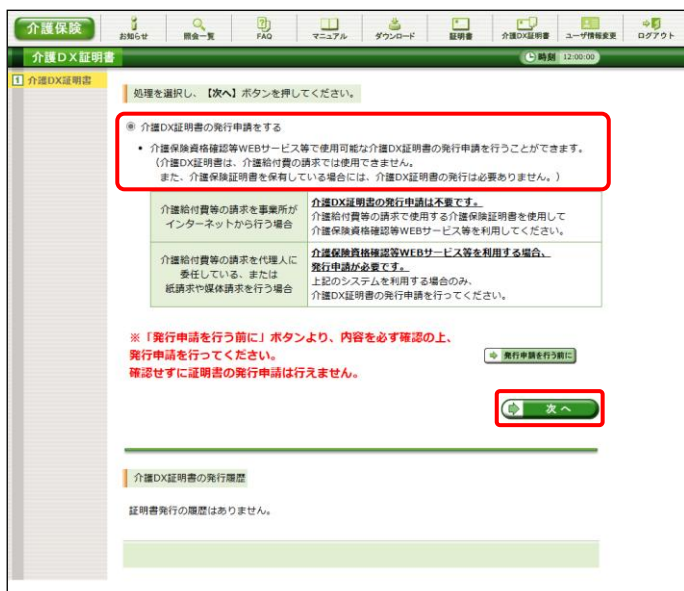 介護保険
お知らせ 照会一覧 FAQ マニュアル ダウンロード 証明書 介護DX証明書 ユーザ情報変更 ログアウト
介護DX証明書
時刻 12:00:00
1 介護DX証明書
処理を選択し、【次へ】ボタンを押してください。
介護DX証明書の発行申請をする
• 介護保険資格確認等WEBサービス等で使用可能な介護DX証明書の発行申請を行うことができます。
（介護DX証明書は、介護給付費の請求では使用できません。
また、介護保険証明書を保有している場合には、介護DX証明書の発行は必要ありません。）
介護給付費等の請求を事業所が
インターネットから行う場合
介護DX証明書の発行申請は不要です。
介護給付費等の請求で使用する介護保険証明書を使用して
介護保険資格確認等WEBサービス等を利用してください。
介護給付費等の請求を代理人に
委任している、または
紙請求や媒体請求を行う場合
介護保険資格確認等WEBサービス等を利用する場合、
発行申請が必要です。
上記のシステムを利用する場合のみ、
介護DX証明書の発行申請を行ってください。
※「発行申請を行う前に」ボタンより、内容を必ず確認の上、
発行申請を行ってください。
確認せずに証明書の発行申請は行えません。
発行申請を行う前に
次へ
介護DX証明書の発行履歴
証明書発行の履歴はありません。